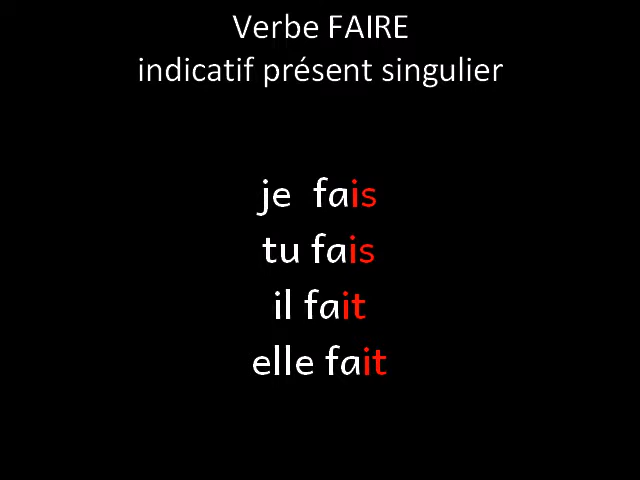 Verbe FAIRE
indicatif présent singulier
je fais
tu fais
il fait
elle fait